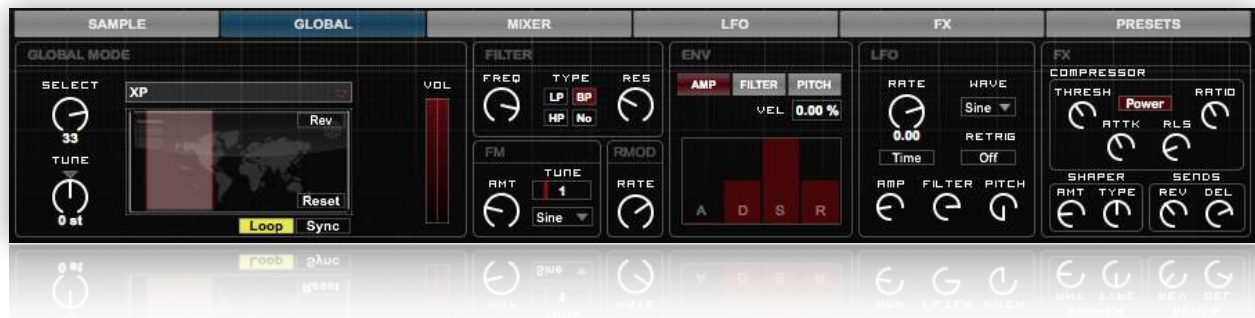 SAMPLE GLOBAL MIXER LFO FX PRESETS
GLOBAL MODE
SELECT
33
TUNE
0 st
XP
Rev
Reset
Loop Sync
VOL
FILTER
FREQ TYPE RES
LP BP
HP No
FM
AMT TUNE
1
Sine
RMOD
RATE
ENV
AMP FILTER PITCH
VEL 0.00 %
A D S R
LFO
RATE WAVE
Sine
0.00 RETRIG
Time Off
AMP FILTER PITCH
FX
COMPRESSOR
THRESH Power RATIO
ATTK RLS
SHAPER SENDS
AMT TYPE REV DEL